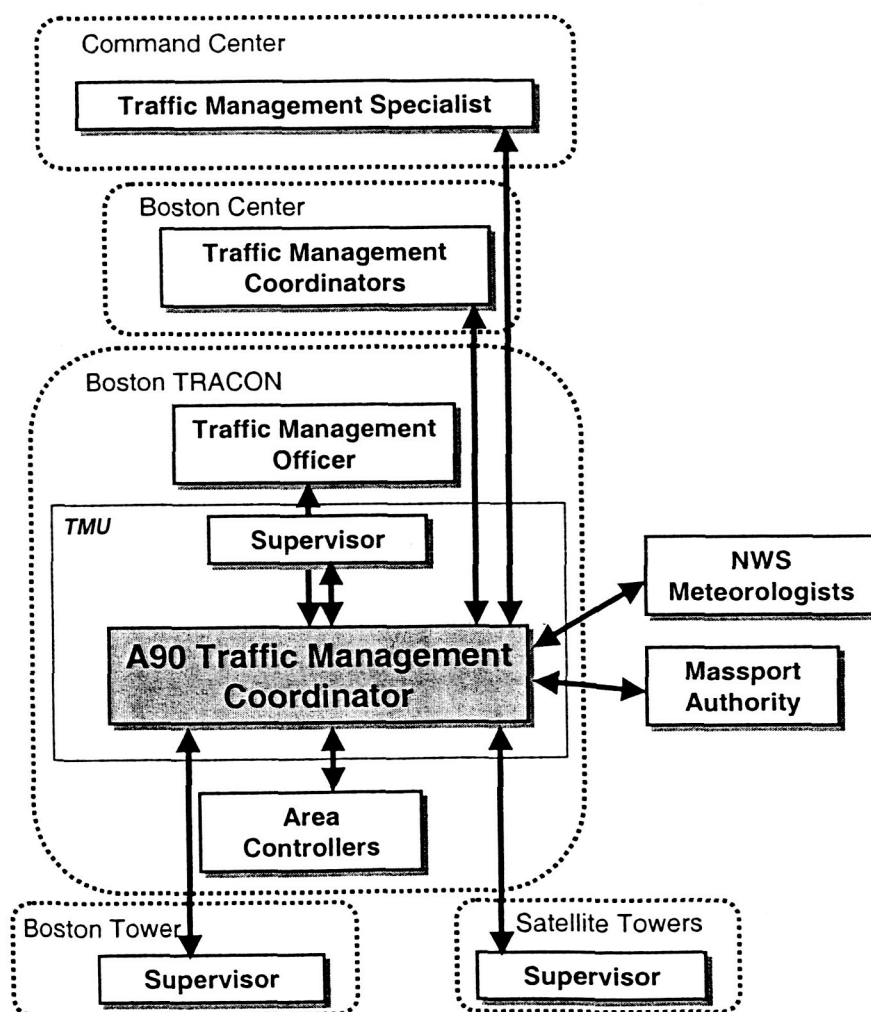 Command Center
Traffic Management Specialist
Boston Center
Traffic Management
Coordinators
Boston TRACON
Traffic Management
Officer
TMU
Supervisor
NWS
Meteorologists
A90 Traffic Management
Coordinator
Massport
Authority
Area
Controllers
Boston Tower
Supervisor
Satellite Towers
Supervisor